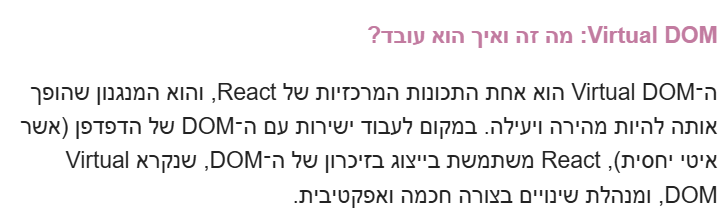 Virtual DOM: מה זה ואיך הוא עובד?
ה־Virtual DOM הוא אחת התכונות המרכזיות של React, והוא המנגנון שהופך
אותה להיות מהירה ויעילה. במקום לעבוד ישירות עם ה־DOM של הדפדפן (אשר
איטי יחסית), React משתמשת בייצוג בזיכרון של ה־DOM, שנקרא Virtual
DOM, ומנהלת שינויים בצורה חכמה ואפקטיבית.